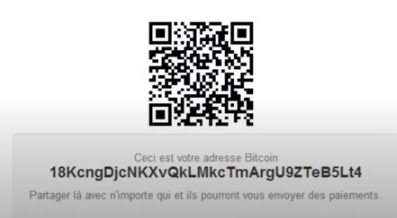 Ceci est votre adresse Bitcoin
18KcngDjcNKXvQkLMkcTmArgU9ZTeB5Lt4
Partager là avec n'importe qui et ils pourront vous envoyer des paiements.